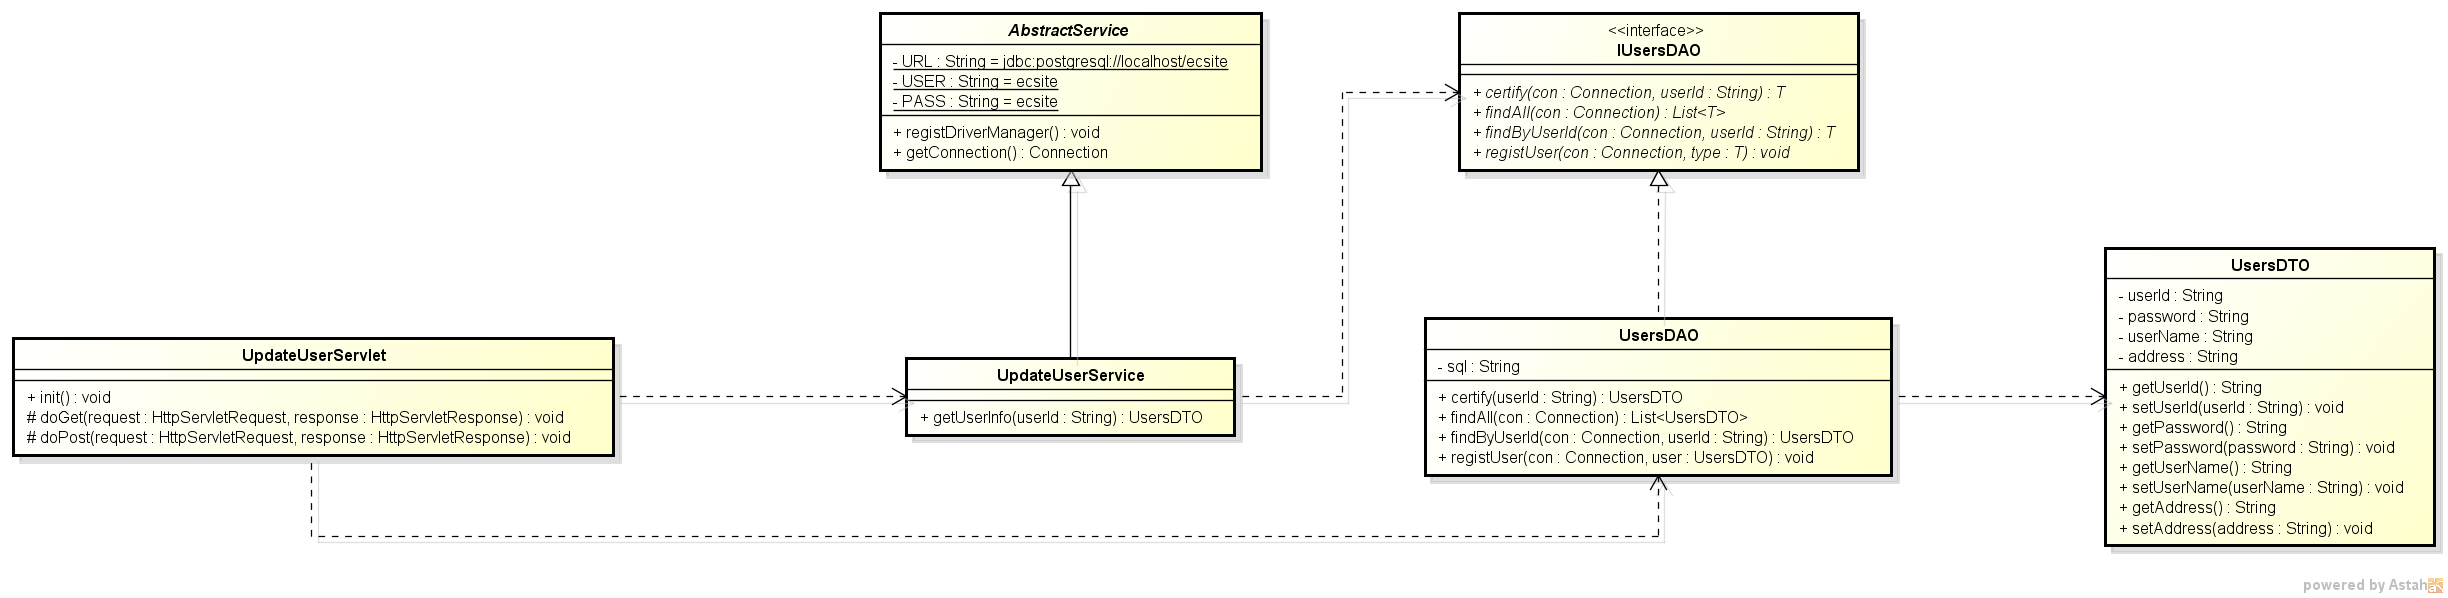 AbstractService
- URL : String = jdbc:postgresql://localhost/ecsite
- USER : String = ecsite
- PASS : String = ecsite
+ registDriverManager() : void
+ getConnection() : Connection
<<interface>>
IUsersDAO
+ certify(con : Connection, userId : String) : T
+ findAll(con : Connection) : List<T>
+ findByUserId(con : Connection, userId : String) : T
+ registUser(con : Connection, type : T) : void
UpdateUserServlet
+ init() : void
# doGet(request : HttpServletRequest, response : HttpServletResponse) : void
# doPost(request : HttpServletRequest, response : HttpServletResponse) : void
UpdateUserService
+ getUserInfo(userId : String) : UsersDTO
UsersDAO
- sql : String
+ certify(userId : String) : UsersDTO
+ findAll(con : Connection) : List<UsersDTO>
+ findByUserId(con : Connection, userId : String) : UsersDTO
+ registUser(con : Connection, user : UsersDTO) : void
UsersDTO
- userId : String
- password : String
- userName : String
- address : String
+ getUserId() : String
+ setUserId(userId : String) : void
+ getPassword() : String
+ setPassword(password : String) : void
+ getUserName() : String
+ setUserName(userName : String) : void
+ getAddress() : String
+ setAddress(address : String) : void
powered by Astah